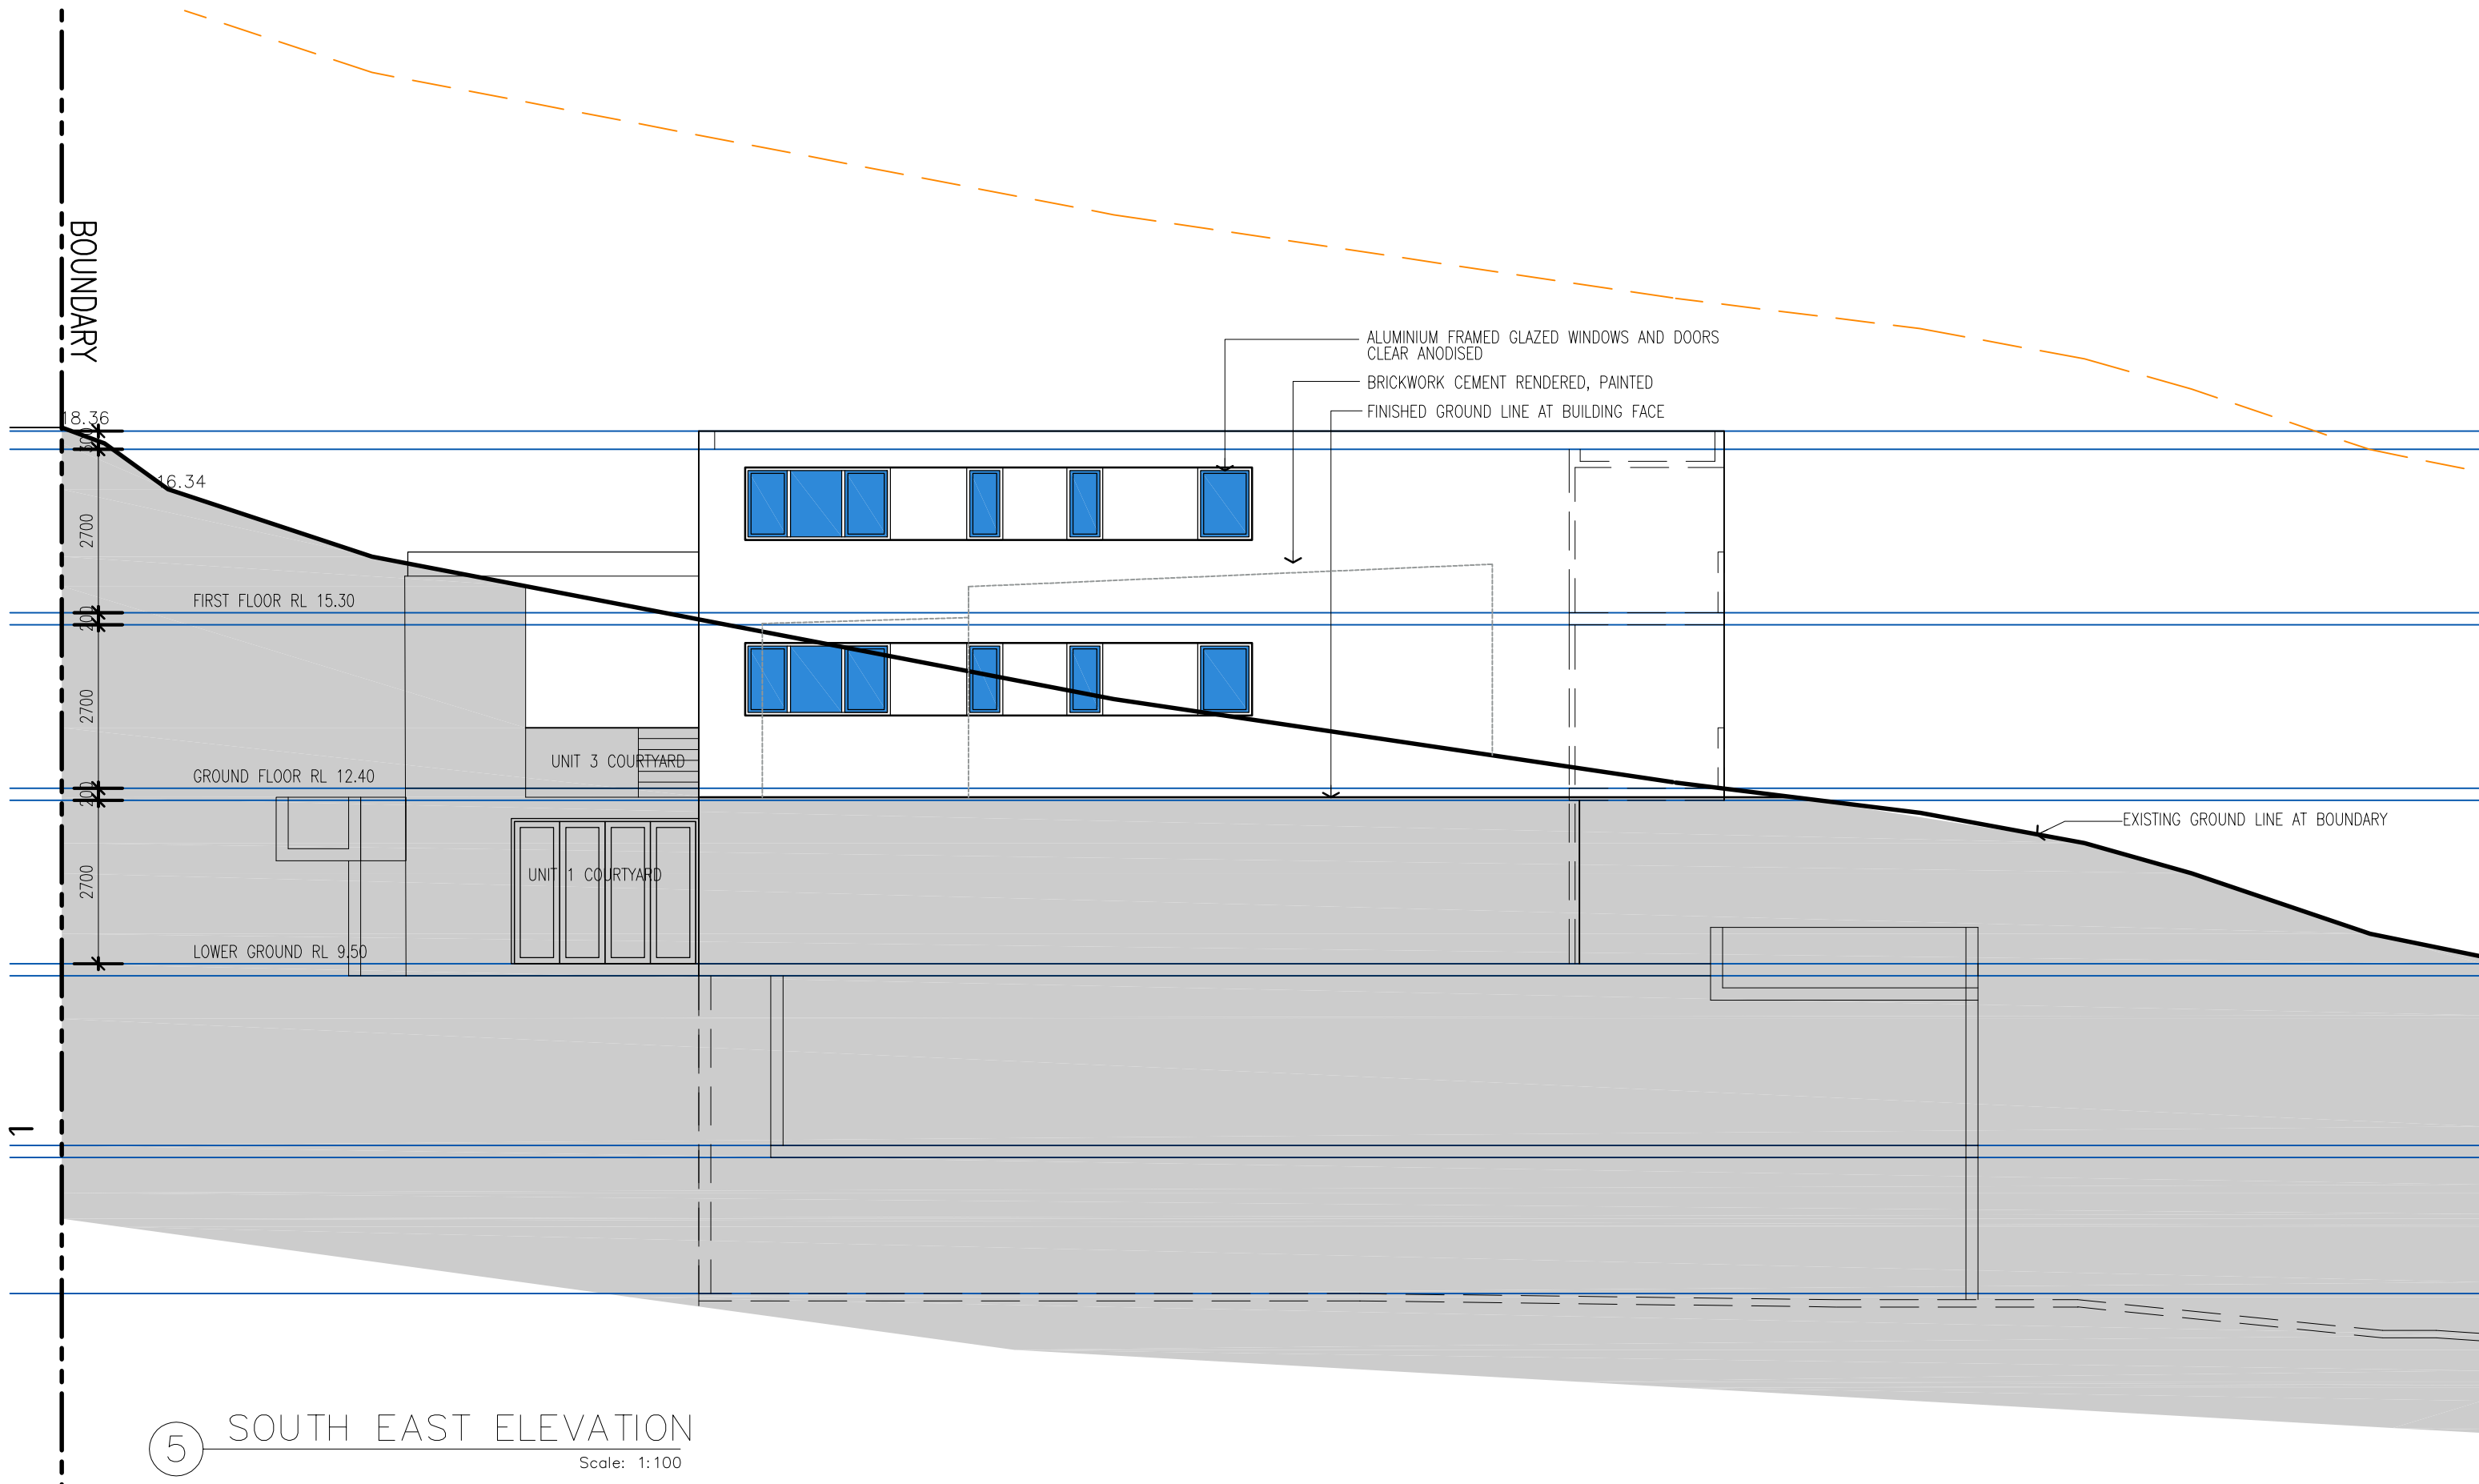 BOUNDARY
ALUMINIUM FRAMED GLAZED WINDOWS AND DOORS
CLEAR ANODISED
BRICKWORK CEMENT RENDERED, PAINTED
FINISHED GROUND LINE AT BUILDING FACE
18.36
16.34
2700
FIRST FLOOR RL 15.30
200
2700
UNIT 3 COURTYARD
GROUND FLOOR RL 12.40
200
EXISTING GROUND LINE AT BOUNDARY
2700
UNIT 1 COURTYARD
LOWER GROUND RL 9.50
1
5
SOUTH EAST ELEVATION
Scale: 1:100